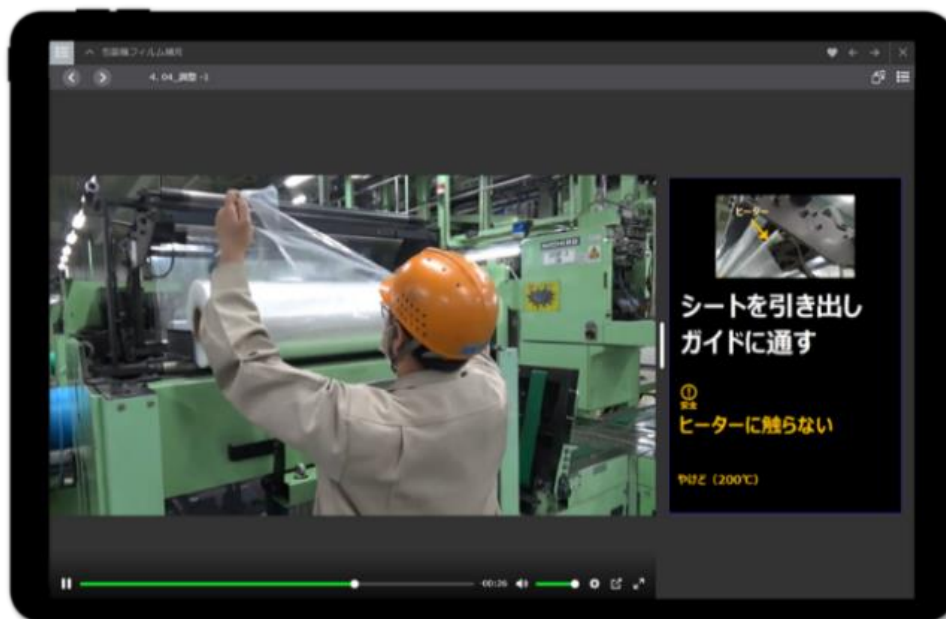 包装機フィルム補充
4. 04_調整 -1
ヒーター
シートを引き出し
ガイドに通す
安全
ヒーターに触らない
やけど（200℃）
-00:26